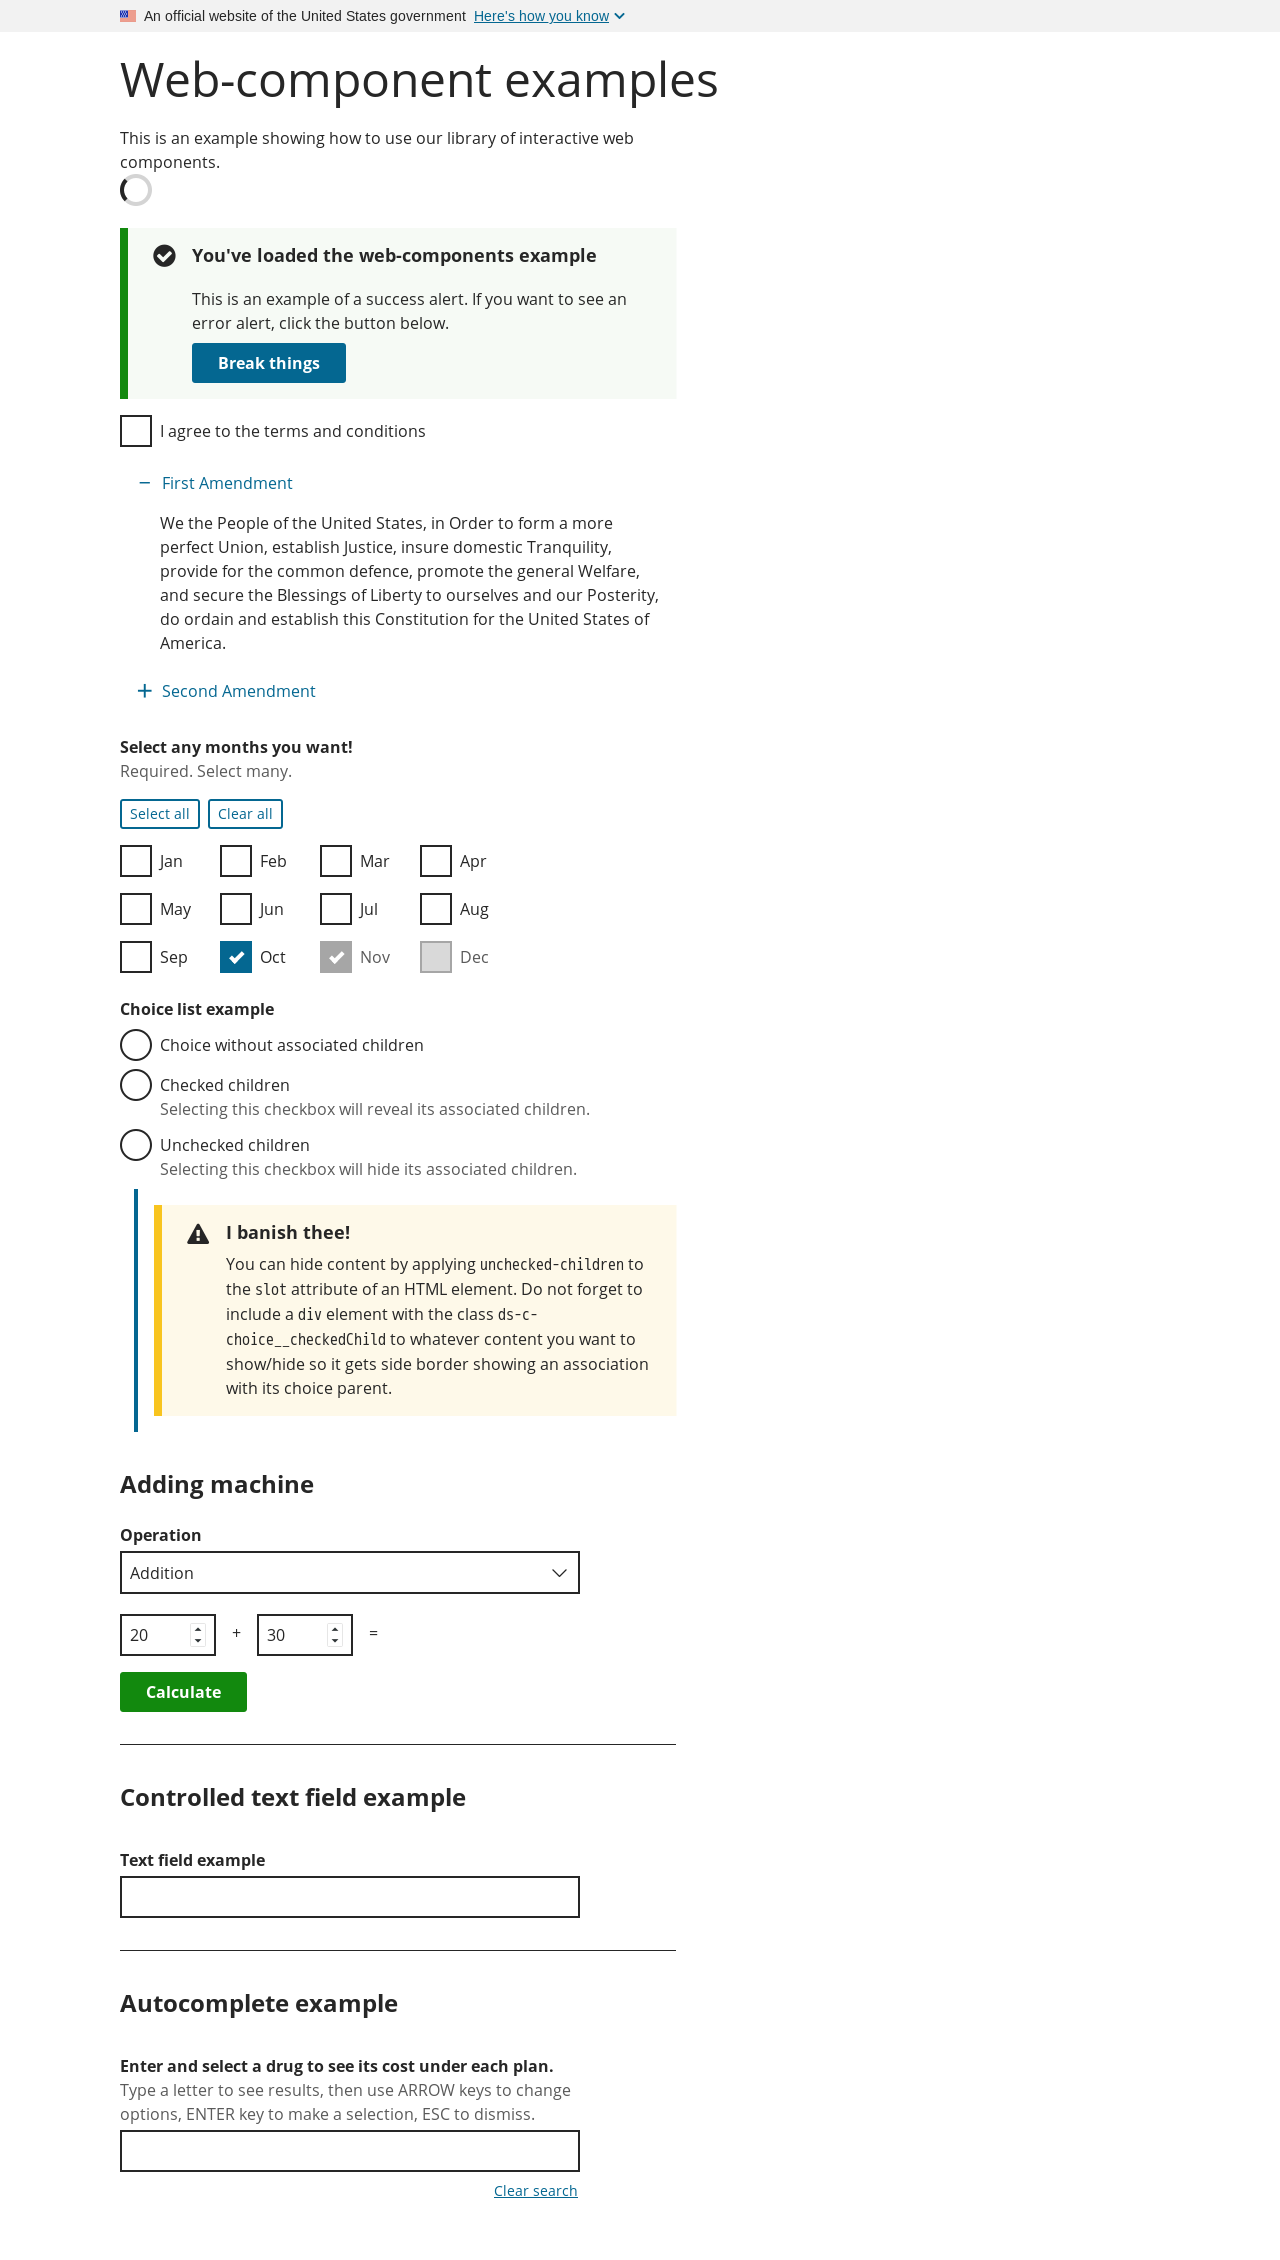 An official website of the United States government Here's how you know
Web-component examples
This is an example showing how to use our library of interactive web
components.
You've loaded the web-components example
This is an example of a success alert. If you want to see an
error alert, click the button below.
Break things
I agree to the terms and conditions
First Amendment
We the People of the United States, in Order to form a more
perfect Union, establish Justice, insure domestic Tranquility,
provide for the common defence, promote the general Welfare,
and secure the Blessings of Liberty to ourselves and our Posterity,
do ordain and establish this Constitution for the United States of
America.
Second Amendment
Select any months you want!
Required. Select many.
Select all Clear all
Jan Feb Mar Apr
May Jun Jul Aug
Sep Oct Nov Dec
Choice list example
Choice without associated children
Checked children
Selecting this checkbox will reveal its associated children.
Unchecked children
Selecting this checkbox will hide its associated children.
I banish thee!
You can hide content by applying unchecked-children to
the slot attribute of an HTML element. Do not forget to
include a div element with the class ds-c-
choice__checkedChild to whatever content you want to
show/hide so it gets side border showing an association
with its choice parent.
Adding machine
Operation
Addition
20 + 30 =
Calculate
Controlled text field example
Text field example
Autocomplete example
Enter and select a drug to see its cost under each plan.
Type a letter to see results, then use ARROW keys to change
options, ENTER key to make a selection, ESC to dismiss.
Clear search